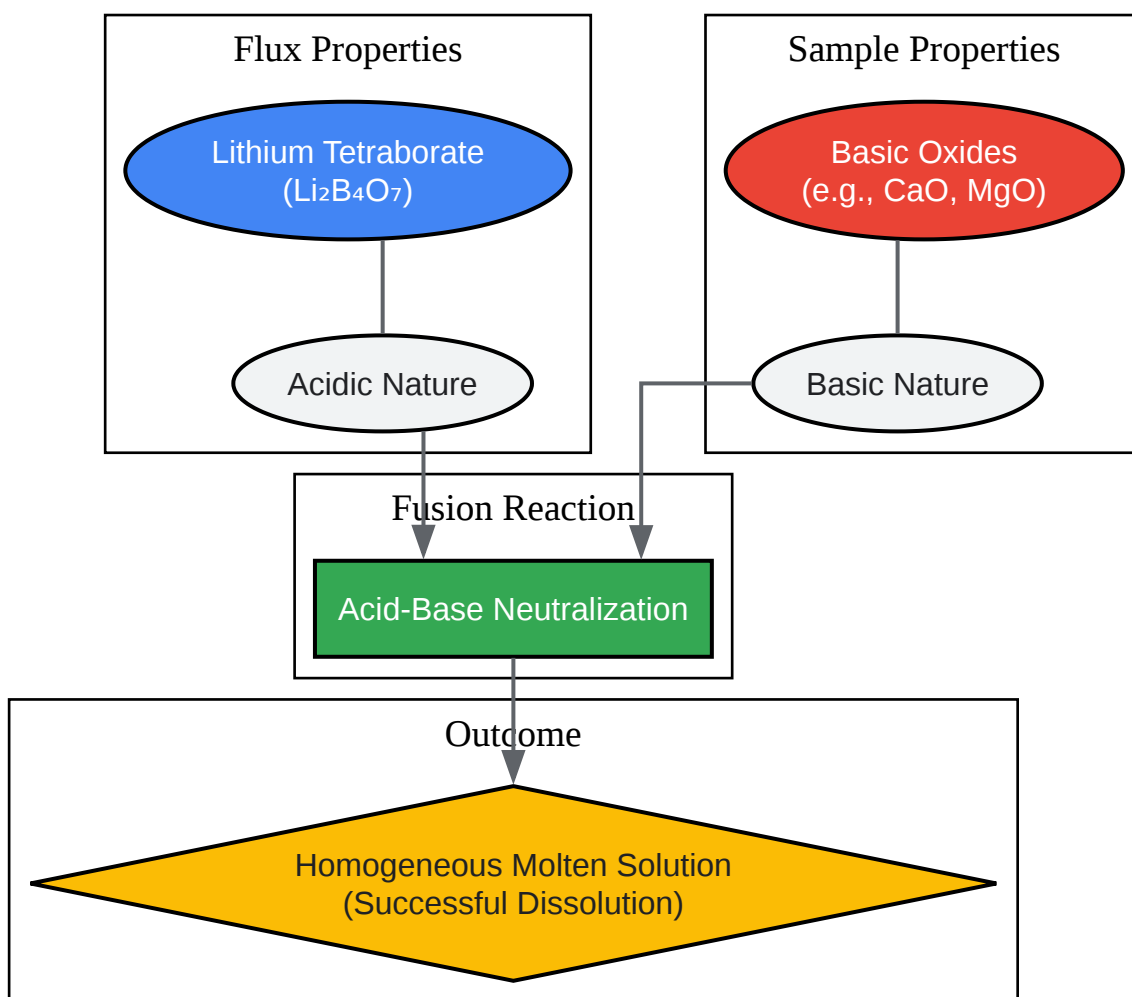 Flux Properties
Lithium Tetraborate
(Li₂B₄O₇)
Acidic Nature
Sample Properties
Basic Oxides
(e.g., CaO, MgO)
Basic Nature
Fusion Reaction
Acid-Base Neutralization
Outcome
Homogeneous Molten Solution
(Successful Dissolution)